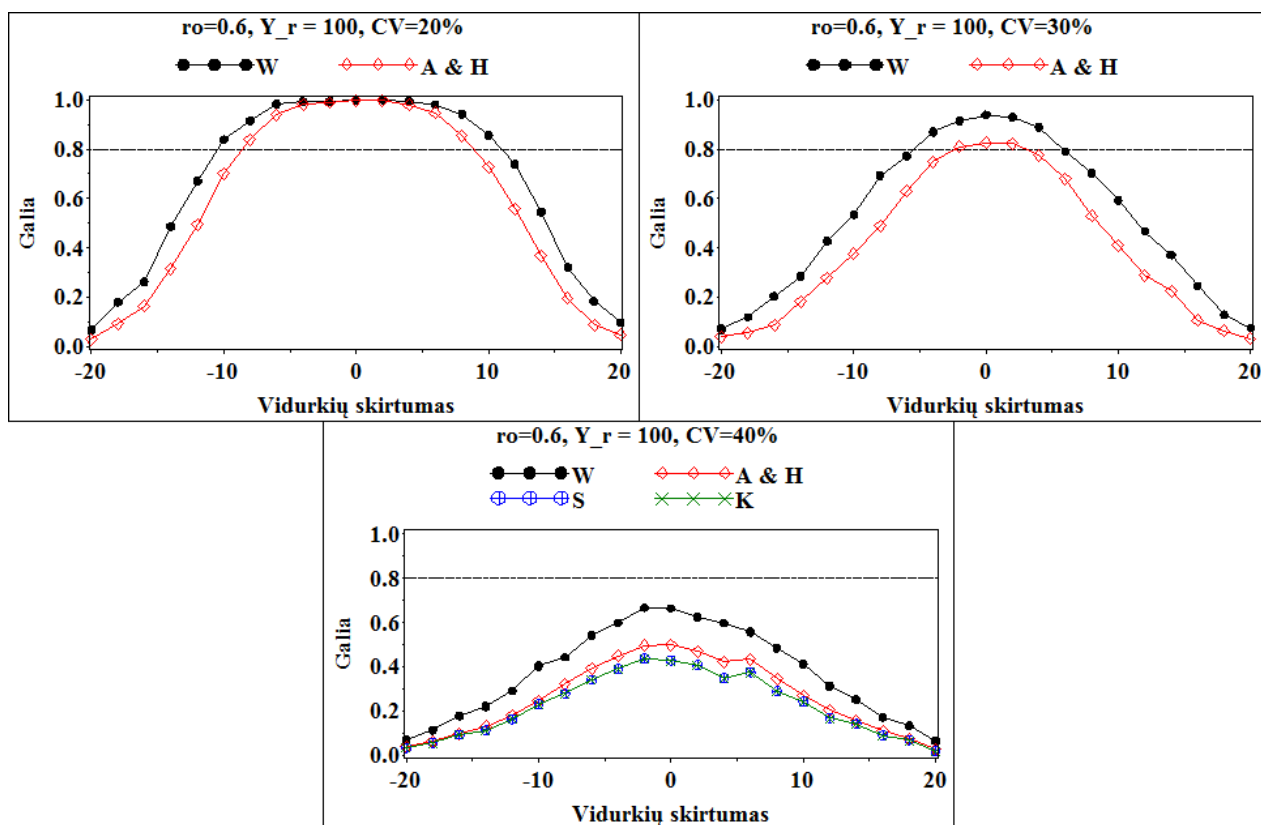 ro=0.6, Y_r = 100, CV=20%
W A & H
1.0
0.8
0.6
0.4
0.2
0.0
Galia
-20 -10 0 10 20
Vidurkių skirtumas
ro=0.6, Y_r = 100, CV=30%
W A & H
1.0
0.8
0.6
0.4
0.2
0.0
Galia
-20 -10 0 10 20
Vidurkių skirtumas
ro=0.6, Y_r = 100, CV=40%
W A & H
S K
1.0
0.8
0.6
0.4
0.2
0.0
Galia
-20 -10 0 10 20
Vidurkių skirtumas